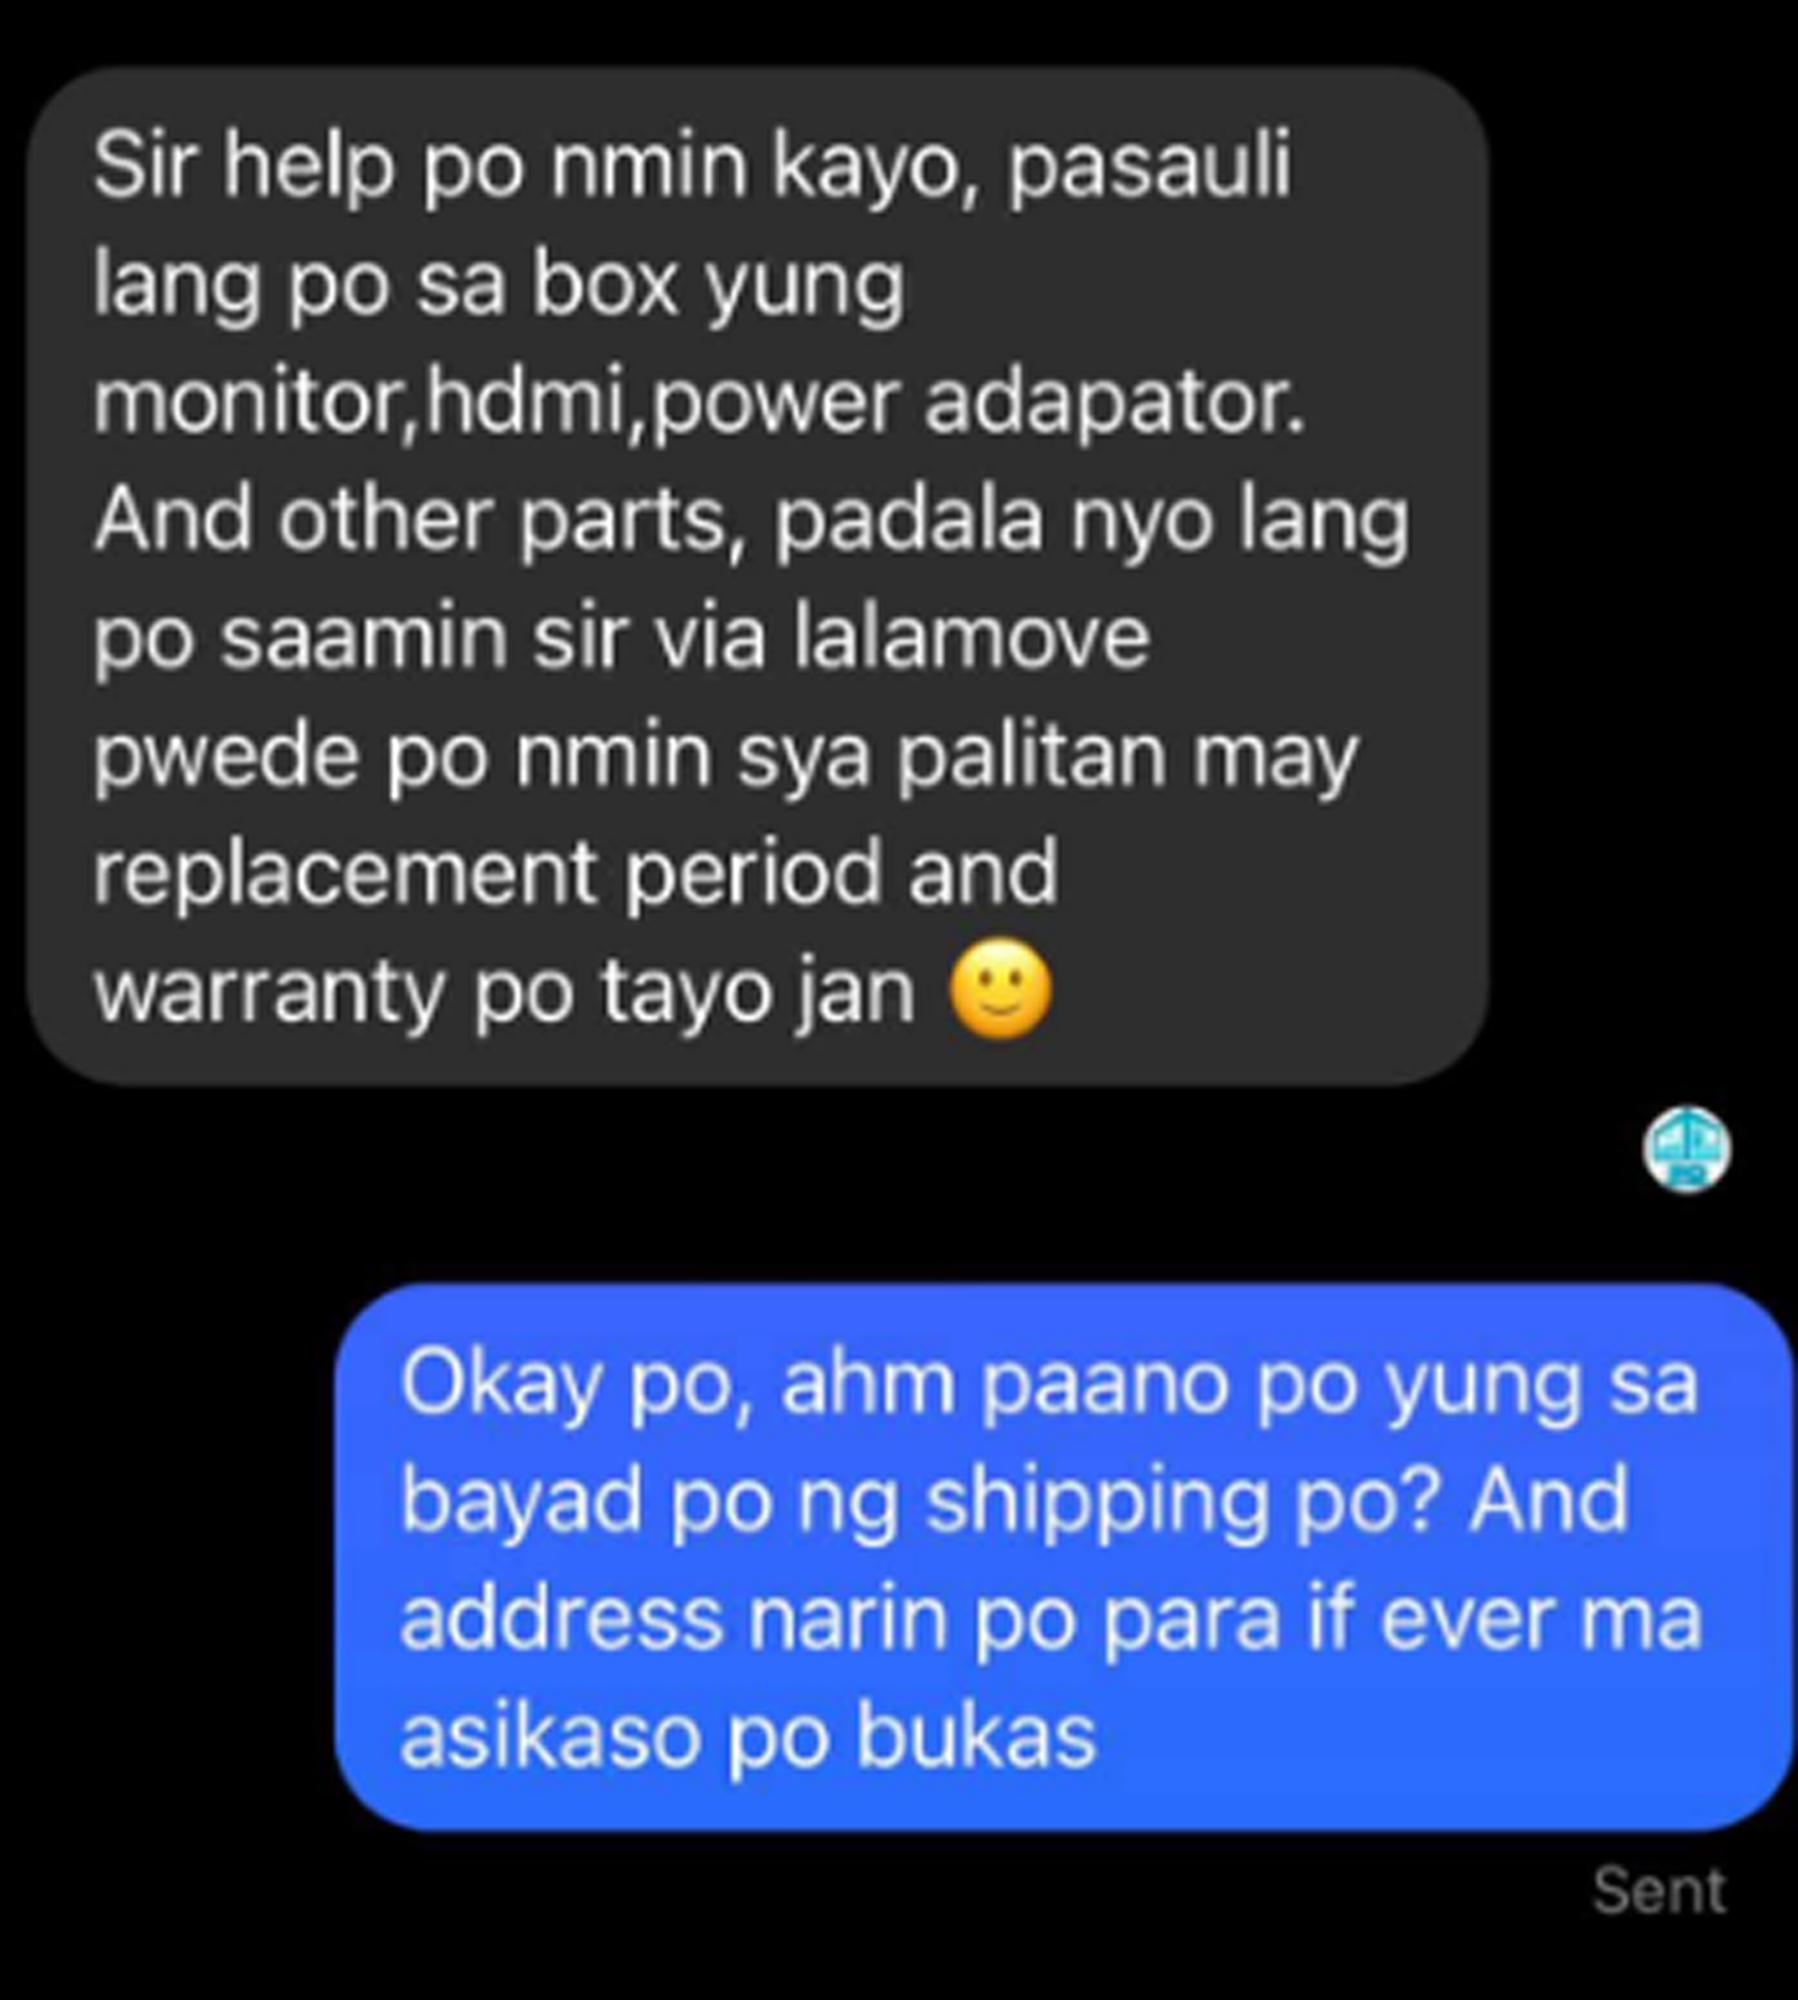 Sir help po nmin kayo, pasauli
lang po sa box yung
monitor,hdmi,power adapator.
And other parts, padala nyo lang
po saamin sir via lalamove
pwede po nmin sya palitan may
replacement period and
warranty po tayo jan 🙂
Okay po, ahm paano po yung sa
bayad po ng shipping po? And
address narin po para if ever ma
asikaso po bukas
Sent